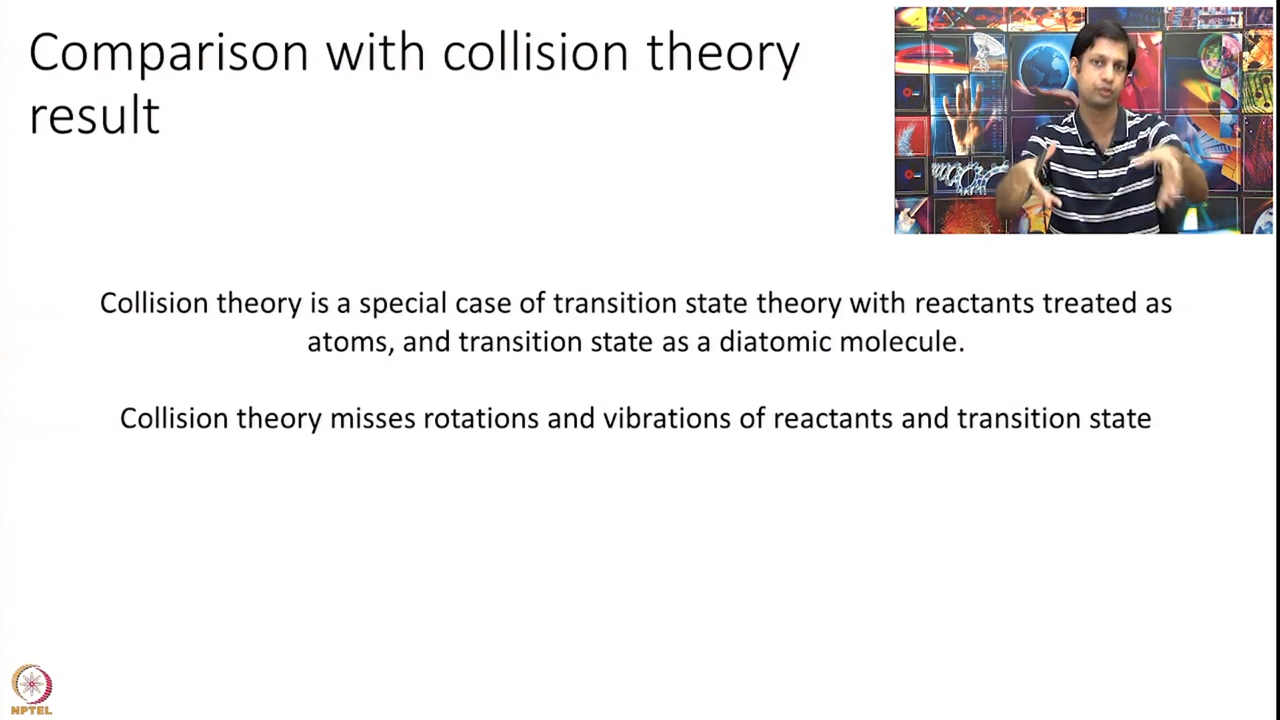 Comparison with collision theory
result
Collision theory is a special case of transition state theory with reactants treated as
atoms, and transition state as a diatomic molecule.
Collision theory misses rotations and vibrations of reactants and transition state
NPTEL